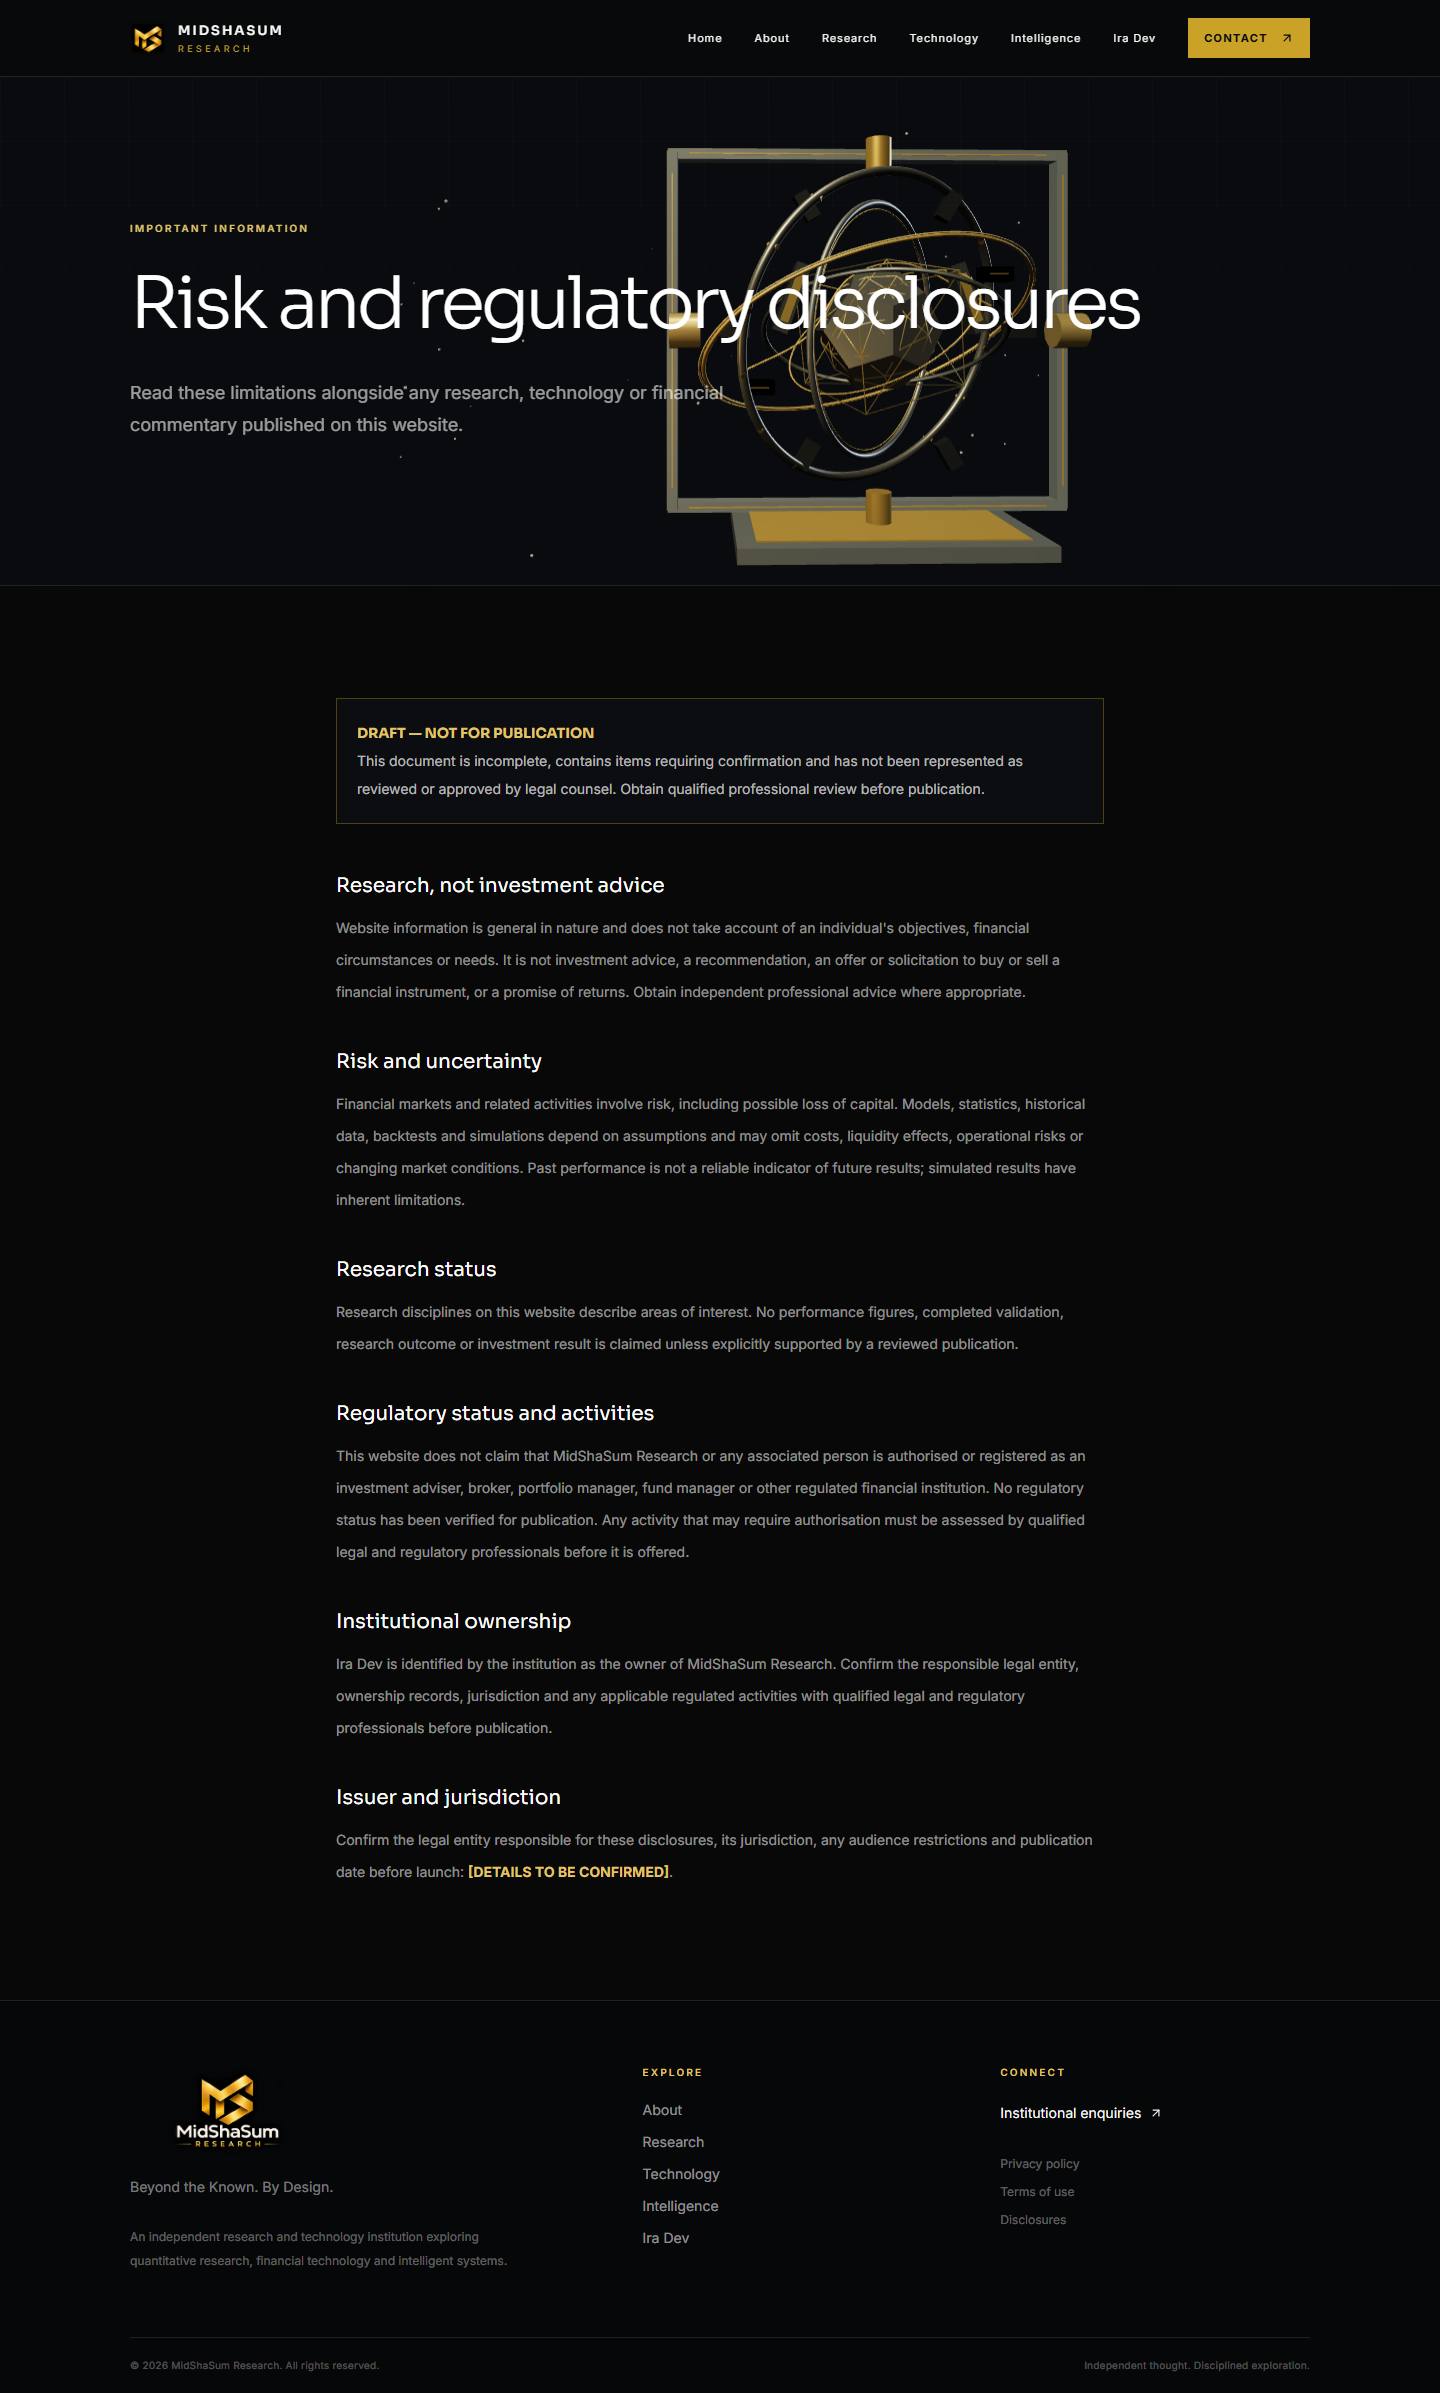 MIDSHASUM
RESEARCH
Home
About
Research
Technology
Intelligence
Ira Dev
CONTACT
IMPORTANT INFORMATION
Risk and regulatory disclosures
Read these limitations alongside any research, technology or financial
commentary published on this website.
DRAFT — NOT FOR PUBLICATION
This document is incomplete, contains items requiring confirmation and has not been represented as
reviewed or approved by legal counsel. Obtain qualified professional review before publication.
Research, not investment advice
Website information is general in nature and does not take account of an individual's objectives, financial
circumstances or needs. It is not investment advice, a recommendation, an offer or solicitation to buy or sell a
financial instrument, or a promise of returns. Obtain independent professional advice where appropriate.
Risk and uncertainty
Financial markets and related activities involve risk, including possible loss of capital. Models, statistics, historical
data, backtests and simulations depend on assumptions and may omit costs, liquidity effects, operational risks or
changing market conditions. Past performance is not a reliable indicator of future results; simulated results have
inherent limitations.
Research status
Research disciplines on this website describe areas of interest. No performance figures, completed validation,
research outcome or investment result is claimed unless explicitly supported by a reviewed publication.
Regulatory status and activities
This website does not claim that MidShaSum Research or any associated person is authorised or registered as an
investment adviser, broker, portfolio manager, fund manager or other regulated financial institution. No regulatory
status has been verified for publication. Any activity that may require authorisation must be assessed by qualified
legal and regulatory professionals before it is offered.
Institutional ownership
Ira Dev is identified by the institution as the owner of MidShaSum Research. Confirm the responsible legal entity,
ownership records, jurisdiction and any applicable regulated activities with qualified legal and regulatory
professionals before publication.
Issuer and jurisdiction
Confirm the legal entity responsible for these disclosures, its jurisdiction, any audience restrictions and publication
date before launch: [DETAILS TO BE CONFIRMED].
MidShaSum
RESEARCH
Beyond the Known. By Design.
An independent research and technology institution exploring
quantitative research, financial technology and intelligent systems.
EXPLORE
About
Research
Technology
Intelligence
Ira Dev
CONNECT
Institutional enquiries
Privacy policy
Terms of use
Disclosures
© 2026 MidShaSum Research. All rights reserved.
Independent thought. Disciplined exploration.